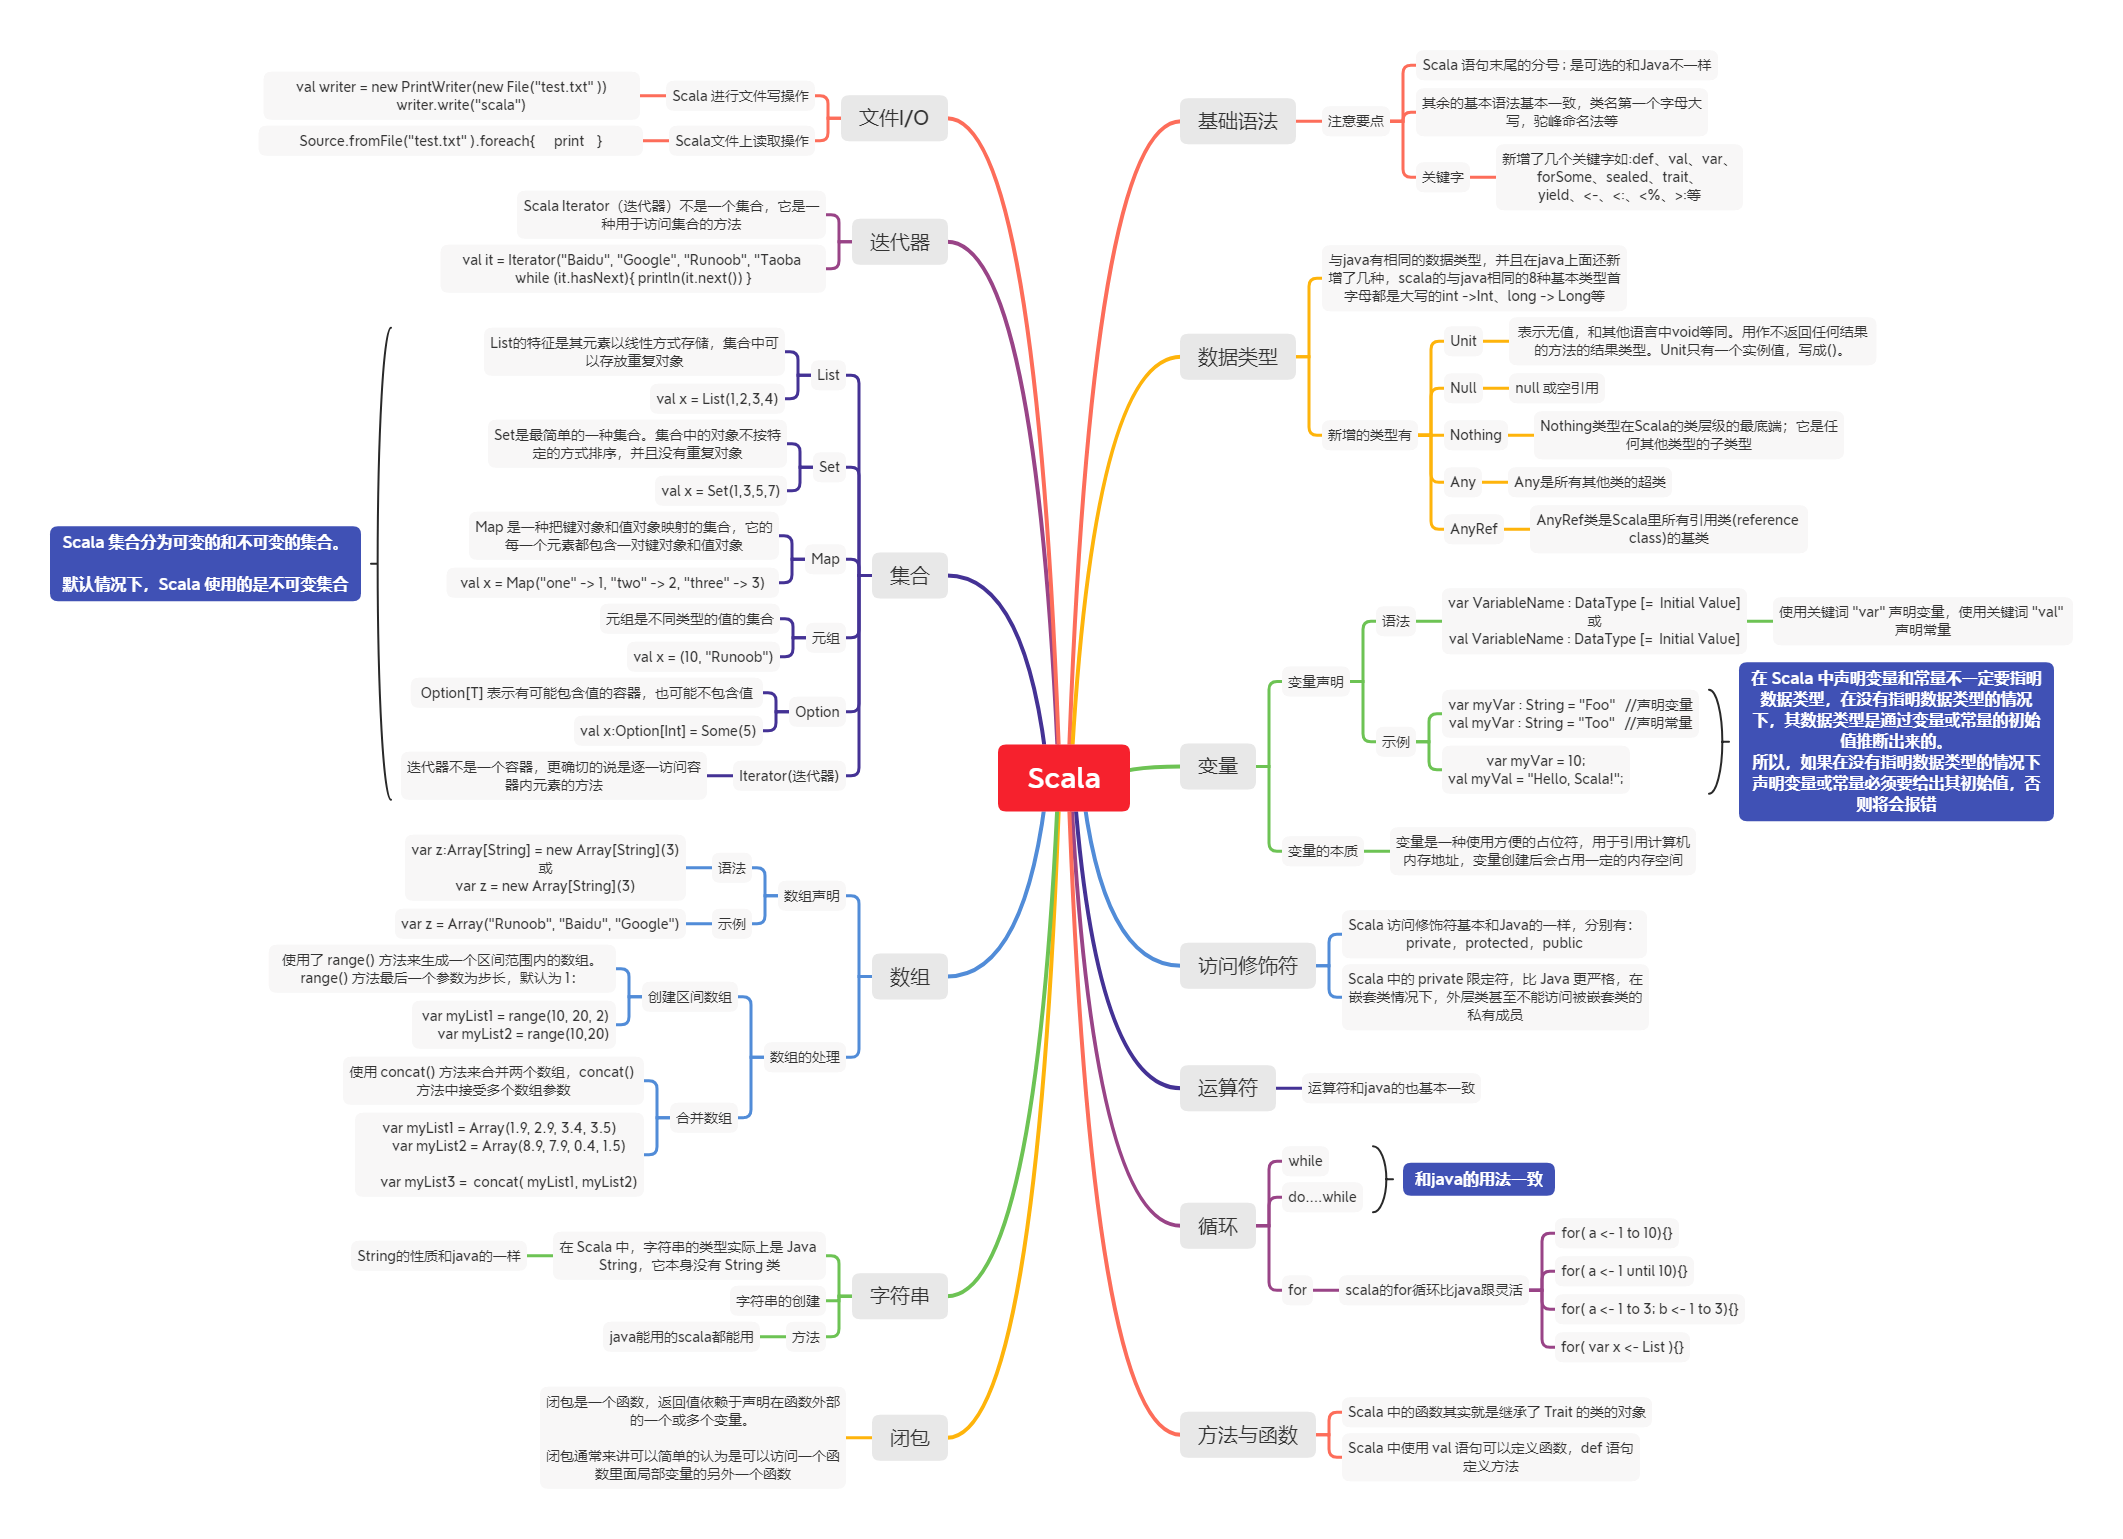 Scala
基础语法
注意要点
Scala 语句末尾的分号 ; 是可选的和Java不一样
其余的基本语法基本一致，类名第一个字母大
写，驼峰命名法等
关键字
新增了几个关键字如:def、val、var、
forSome、sealed、trait、
yield、<-、<:、<%、>:等
数据类型
与java有相同的数据类型，并且在java上面还新
增了几种，scala的与java相同的8种基本类型首
字母都是大写的int ->Int、long -> Long等
新增的类型有
Unit
表示无值，和其他语言中void等同。用作不返回任何结果
的方法的结果类型。Unit只有一个实例值，写成()。
Null
null 或空引用
Nothing
Nothing类型在Scala的类层级的最底端；它是任
何其他类型的子类型
Any
Any是所有其他类的超类
AnyRef
AnyRef类是Scala里所有引用类(reference
class)的基类
变量
变量声明
语法
var VariableName : DataType [= Initial Value]
或
val VariableName : DataType [= Initial Value]
使用关键词 "var" 声明变量，使用关键词 "val"
声明常量
示例
var myVar : String = "Foo" //声明变量
val myVar : String = "Too" //声明常量
var myVar = 10;
val myVal = "Hello, Scala!";
在 Scala 中声明变量和常量不一定要指明
数据类型，在没有指明数据类型的情况
下，其数据类型是通过变量或常量的初始
值推断出来的。
所以，如果在没有指明数据类型的情况下
声明变量或常量必须要给出其初始值，否
则将会报错
变量的本质
变量是一种使用方便的占位符，用于引用计算机
内存地址，变量创建后会占用一定的内存空间
访问修饰符
Scala 访问修饰符基本和Java的一样，分别有：
private，protected，public
Scala 中的 private 限定符，比 Java 更严格，在
嵌套类情况下，外层类甚至不能访问被嵌套类的
私有成员
运算符
运算符和java的也基本一致
循环
while
do....while
和java的用法一致
for
scala的for循环比java跟灵活
for( a <- 1 to 10){}
for( a <- 1 until 10){}
for( a <- 1 to 3; b <- 1 to 3){}
for( var x <- List ){}
方法与函数
Scala 中的函数其实就是继承了 Trait 的类的对象
Scala 中使用 val 语句可以定义函数，def 语句
定义方法
文件I/O
Scala 进行文件写操作
val writer = new PrintWriter(new File("test.txt" ))
writer.write("scala")
Scala文件上读取操作
Source.fromFile("test.txt" ).foreach{ print }
迭代器
Scala Iterator（迭代器）不是一个集合，它是一
种用于访问集合的方法
val it = Iterator("Baidu", "Google", "Runoob", "Taoba
while (it.hasNext){ println(it.next()) }
集合
List
List的特征是其元素以线性方式存储，集合中可
以存放重复对象
val x = List(1,2,3,4)
Set
Set是最简单的一种集合。集合中的对象不按特
定的方式排序，并且没有重复对象
val x = Set(1,3,5,7)
Map
Map 是一种把键对象和值对象映射的集合，它的
每一个元素都包含一对键对象和值对象
val x = Map("one" -> 1, "two" -> 2, "three" -> 3)
元组
元组是不同类型的值的集合
val x = (10, "Runoob")
Option
Option[T] 表示有可能包含值的容器，也可能不包含值
val x:Option[Int] = Some(5)
Iterator(迭代器)
迭代器不是一个容器，更确切的说是逐一访问容
器内元素的方法
Scala 集合分为可变的和不可变的集合。
默认情况下，Scala 使用的是不可变集合
数组
数组声明
语法
var z:Array[String] = new Array[String](3)
或
var z = new Array[String](3)
示例
var z = Array("Runoob", "Baidu", "Google")
数组的处理
创建区间数组
使用了 range() 方法来生成一个区间范围内的数组。
range() 方法最后一个参数为步长，默认为 1：
var myList1 = range(10, 20, 2)
var myList2 = range(10,20)
合并数组
使用 concat() 方法来合并两个数组，concat()
方法中接受多个数组参数
var myList1 = Array(1.9, 2.9, 3.4, 3.5)
var myList2 = Array(8.9, 7.9, 0.4, 1.5)
var myList3 = concat( myList1, myList2)
字符串
在 Scala 中，字符串的类型实际上是 Java
String，它本身没有 String 类
String的性质和java的一样
字符串的创建
方法
java能用的scala都能用
闭包
闭包是一个函数，返回值依赖于声明在函数外部
的一个或多个变量。
闭包通常来讲可以简单的认为是可以访问一个函
数里面局部变量的另外一个函数